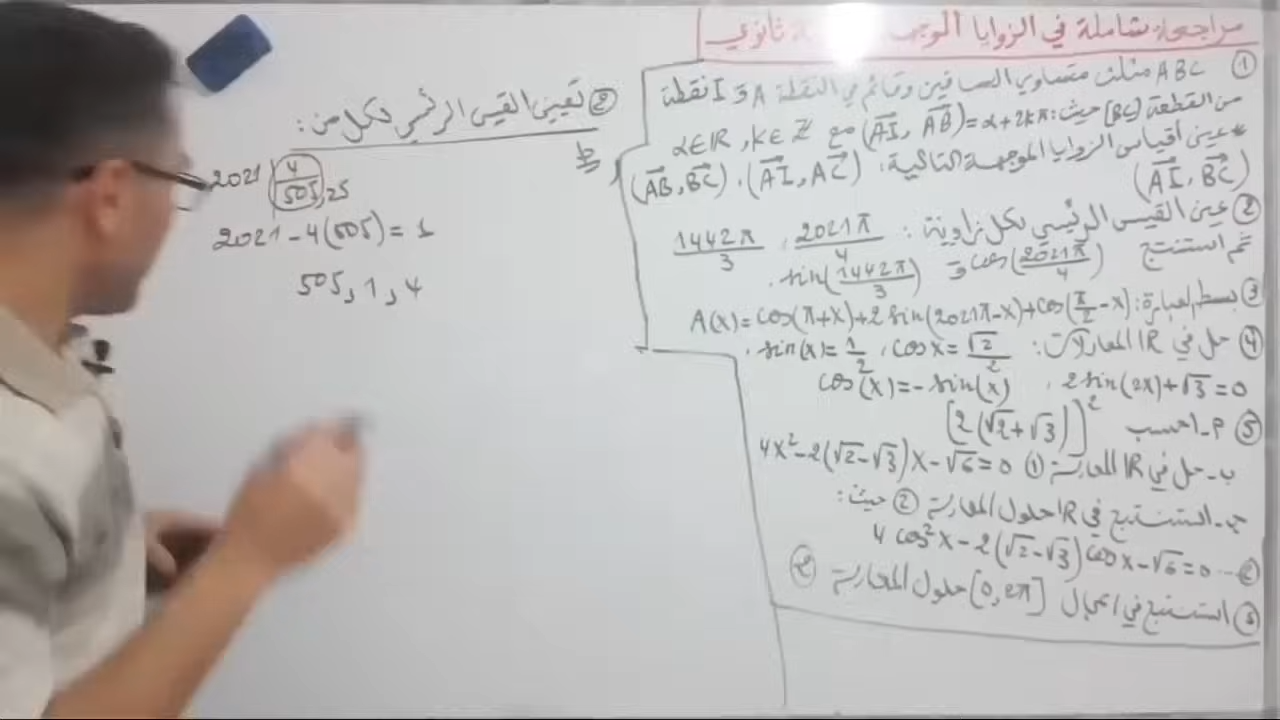 مراجعة شاملة في الزوايا الموجهة ثانوي
① ABC مثلث متساوي الساقين وقائم في النقطة A و I نقطة
من القطعة [BC] حيث: (AI, AB) = α + 2kπ مع α∈ℝ, k∈ℤ
* عين أقياس الزوايا الموجهة التالية: (AI, AC), (AB, BC),
(AI, BC)
② عين القيس الرئيسي لكل زاوية: 2021π/4, 1442π/3
ثم استنتج cos(2021π/4) و sin(1442π/3).
③ بسط العبارة: A(x) = cos(π+x)+2 sin(2021π-x)+cos(π/2-x)
④ حل في IR المعادلات: cos x = √2/2, sin(x) = 1/2,
2sin(2x)+√3=0, cos(x)=-sin(x)
⑤ أ- احسب [2(√2+√3)]²
ب- حل في IR المعادلة ① 4x²-2(√2-√3)x-√6=0
جـ- استنتج في IR حلول المعادلة ② حيث:
4cos²x-2(√2-√3)cos x-√6=0 ...②
③ استنتج في المجال [0, 2π] حلول المعادلة ②
② تعيين القيس الرئيسي لكل من:
2021 | 4
505,25
2021 - 4(505) = 1
505, 1, 4